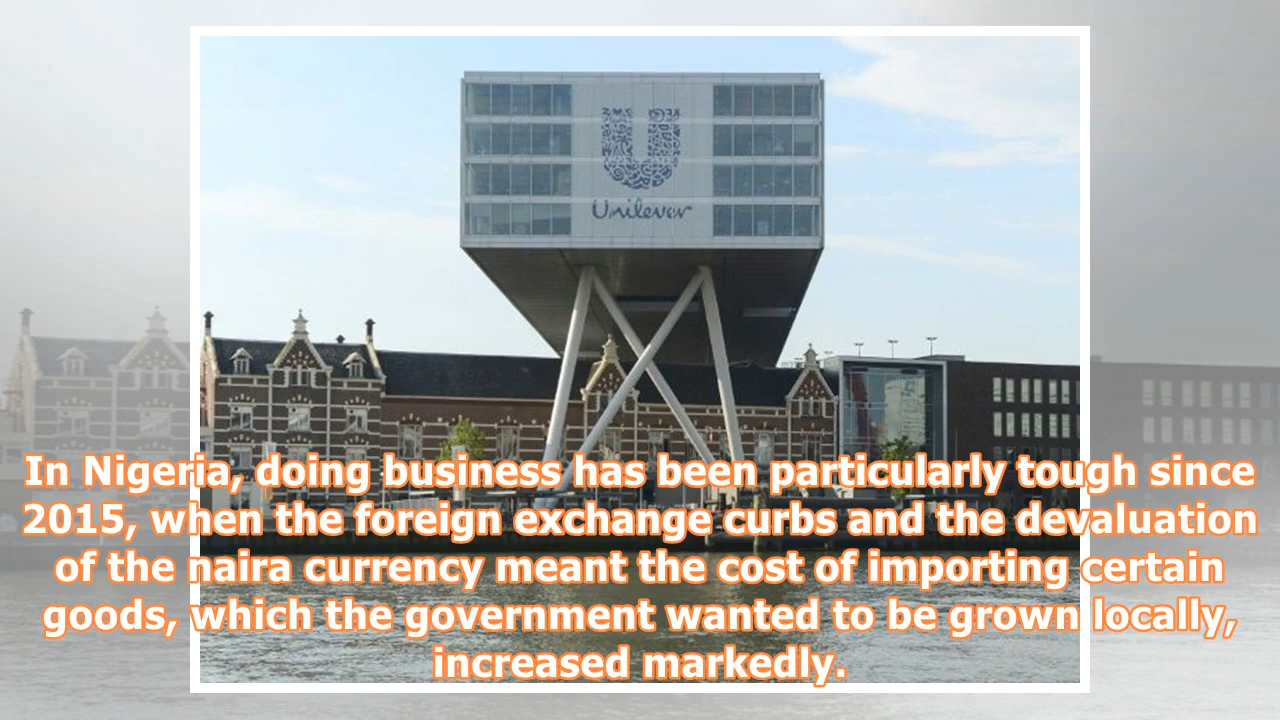 Unilever
In Nigeria, doing business has been particularly tough since
2015, when the foreign exchange curbs and the devaluation
of the naira currency meant the cost of importing certain
goods, which the government wanted to be grown locally,
increased markedly.